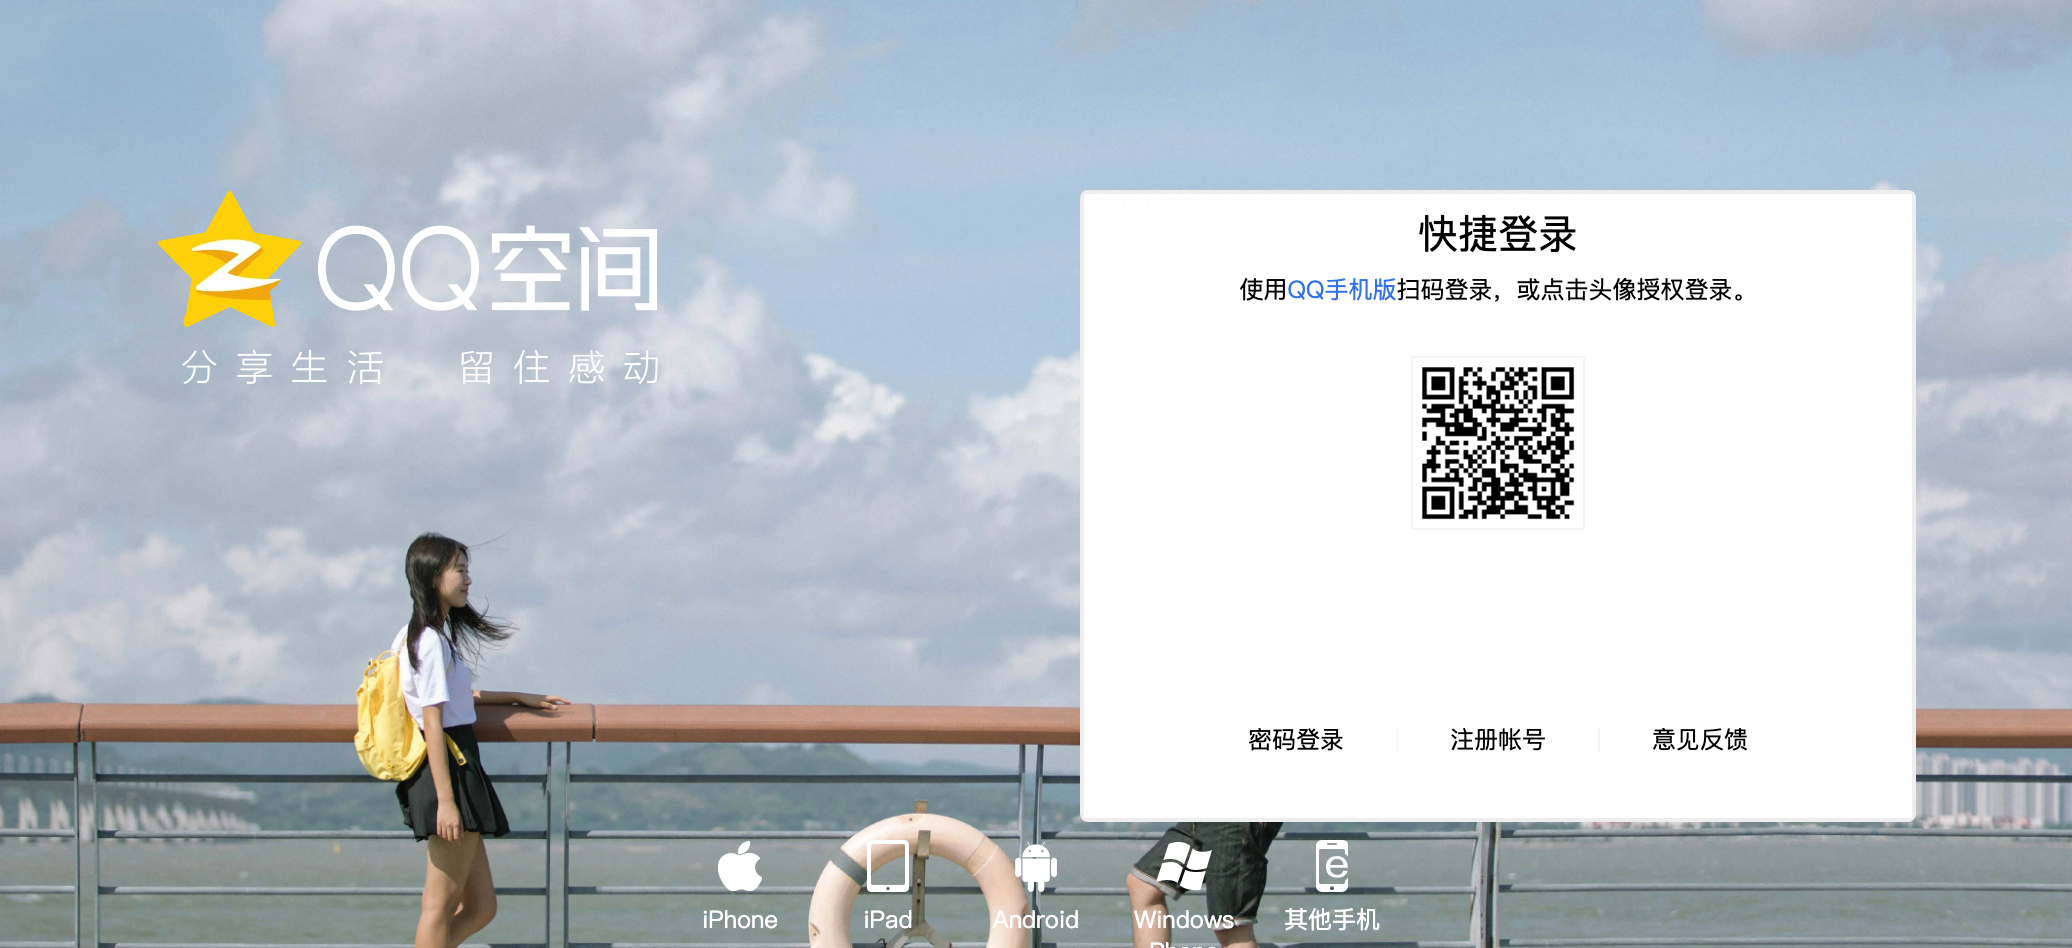 QQ空间
分享生活 留住感动
快捷登录
使用QQ手机版扫码登录，或点击头像授权登录。
密码登录
注册帐号
意见反馈
iPhone
iPad
Android
Windows
Phone
其他手机